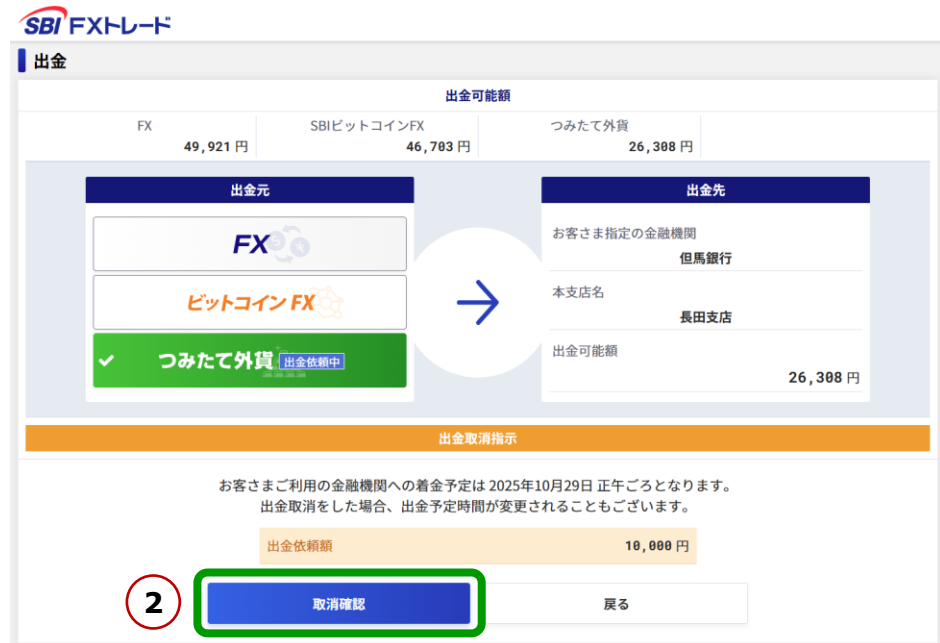 SBI FXトレード
出金
出金可能額
FX
49,921 円
SBIビットコインFX
46,703 円
つみたて外貨
26,308 円
出金元
FX
ビットコイン FX
つみたて外貨 出金依頼中
出金先
お客さま指定の金融機関
但馬銀行
本支店名
長田支店
出金可能額
26,308 円
出金取消指示
お客さまご利用の金融機関への着金予定は 2025年10月29日 正午ごろとなります。
出金取消をした場合、出金予定時間が変更されることもございます。
出金依頼額 10,000 円
2 取消確認 戻る